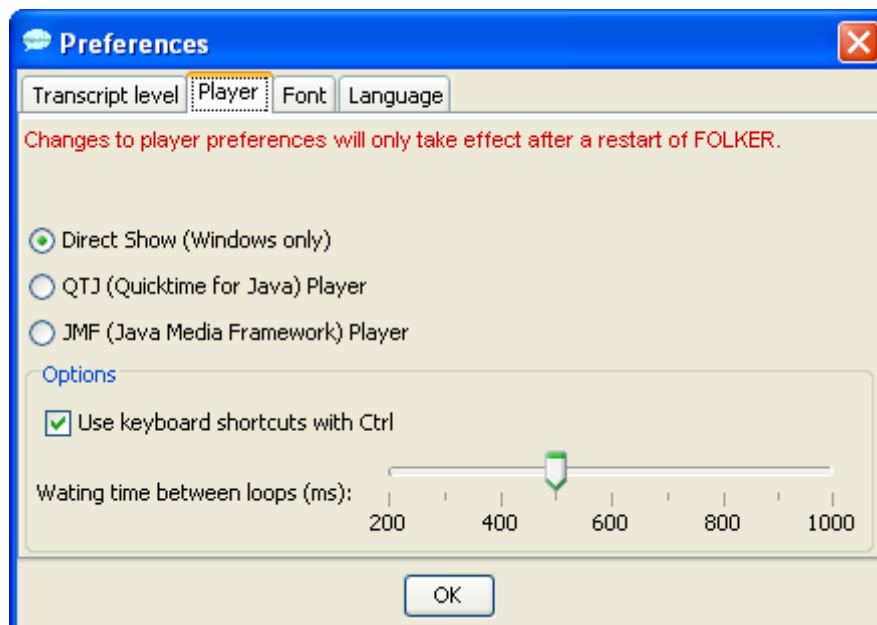 Preferences
Transcript level Player Font Language
Changes to player preferences will only take effect after a restart of FOLKER.
Direct Show (Windows only)
QTJ (Quicktime for Java) Player
JMF (Java Media Framework) Player
Options
Use keyboard shortcuts with Ctrl
Wating time between loops (ms):
200 400 600 800 1000
OK